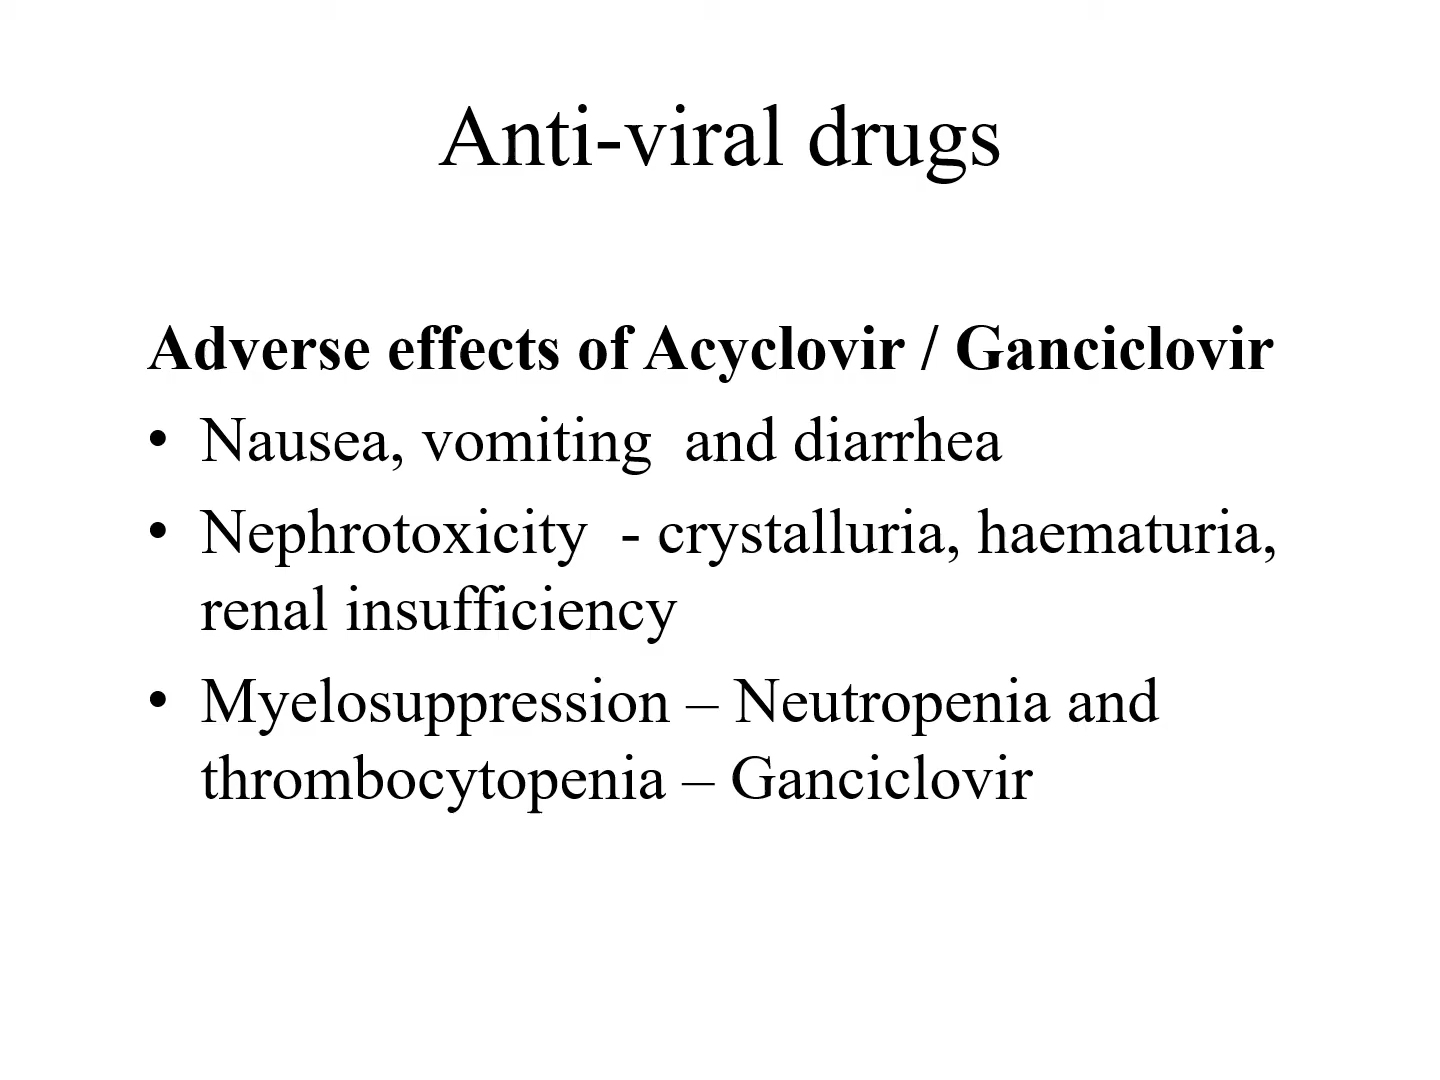 Anti-viral drugs
Adverse effects of Acyclovir / Ganciclovir
• Nausea, vomiting  and diarrhea
• Nephrotoxicity  - crystalluria, haematuria,
renal insufficiency
• Myelosuppression – Neutropenia and
thrombocytopenia – Ganciclovir